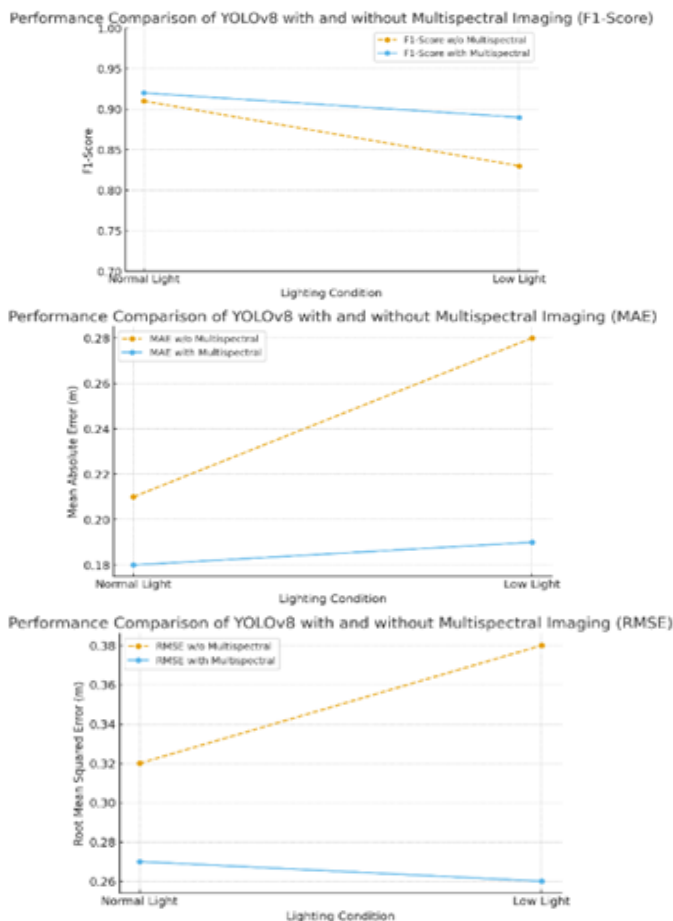 Performance Comparison of YOLOv8 with and without Multispectral Imaging (F1-Score)
1.00
F1-Score w/o Multispectral
F1-Score with Multispectral
0.95
0.90
F1-Score
0.85
0.80
0.75
0.70
Normal Light
Low Light
Lighting Condition
Performance Comparison of YOLOv8 with and without Multispectral Imaging (MAE)
0.28
MAE w/o Multispectral
MAE with Multispectral
0.26
0.24
Mean Absolute Error (m)
0.22
0.20
0.18
Normal Light
Low Light
Lighting Condition
Performance Comparison of YOLOv8 with and without Multispectral Imaging (RMSE)
0.38
RMSE w/o Multispectral
RMSE with Multispectral
0.36
0.34
Root Mean Squared Error (m)
0.32
0.30
0.28
0.26
Normal Light
Low Light
Lighting Condition